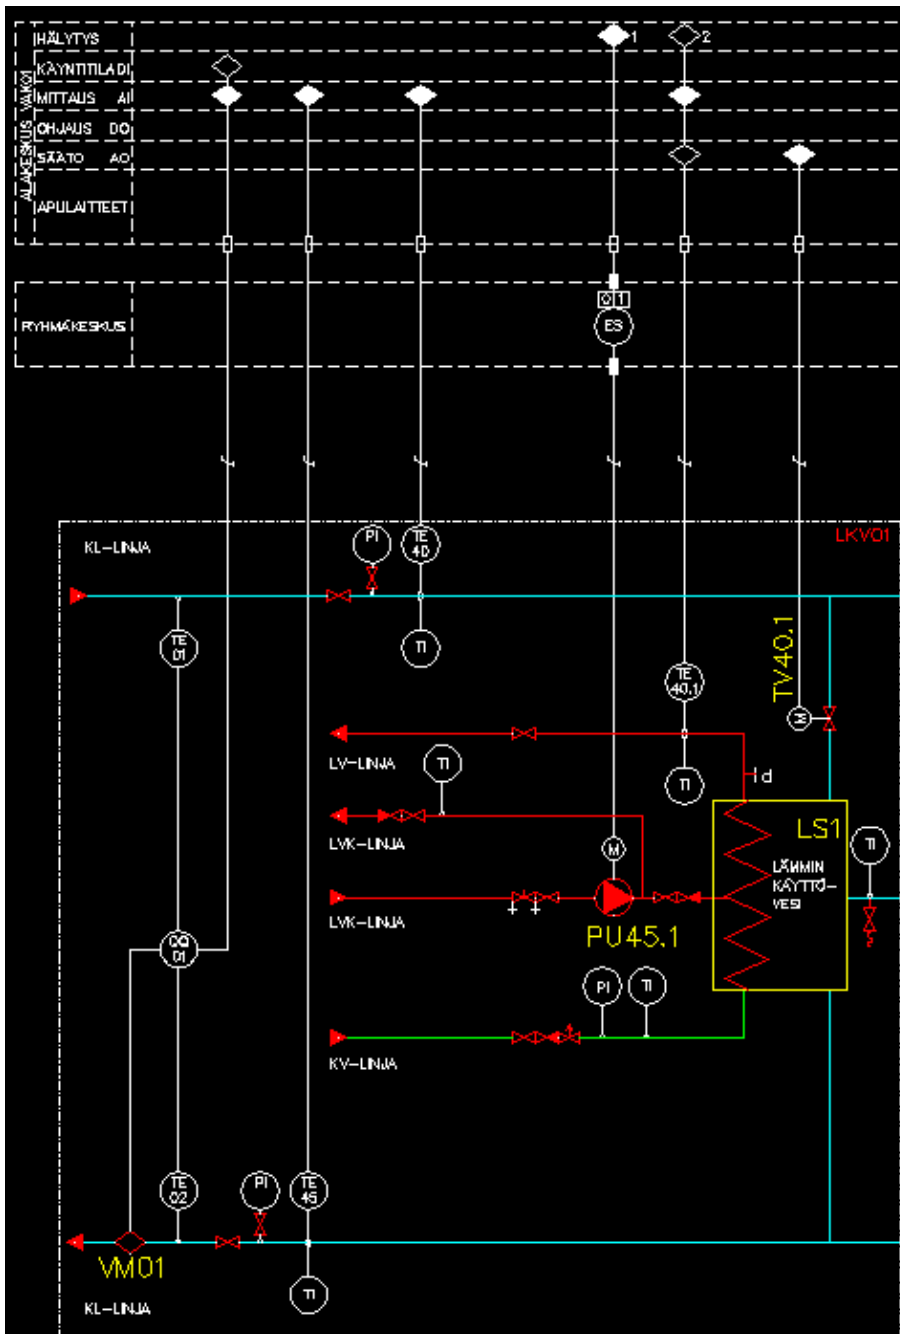 HÄLYTYS
1
2
KÄYNTITILA DI
MITTAUS AI
OHJAUS DO
SÄÄTO AO
APULAITTEET
ALAKESKUS VAK01
RYHMÄKESKUS
0 1
ES
KL-LINJA
PI
TE
40
LKV01
TE
01
TI
TE
40.1
TV40.1
M
LV-LINJA
TI
TI
d
LVK-LINJA
M
LS1
TI
LÄMMIN
KÄYTTÖ-
VESI
LVK-LINJA
PU45.1
QQ
01
PI
TI
KV-LINJA
TE
02
PI
TE
45
VM01
TI
KL-LINJA